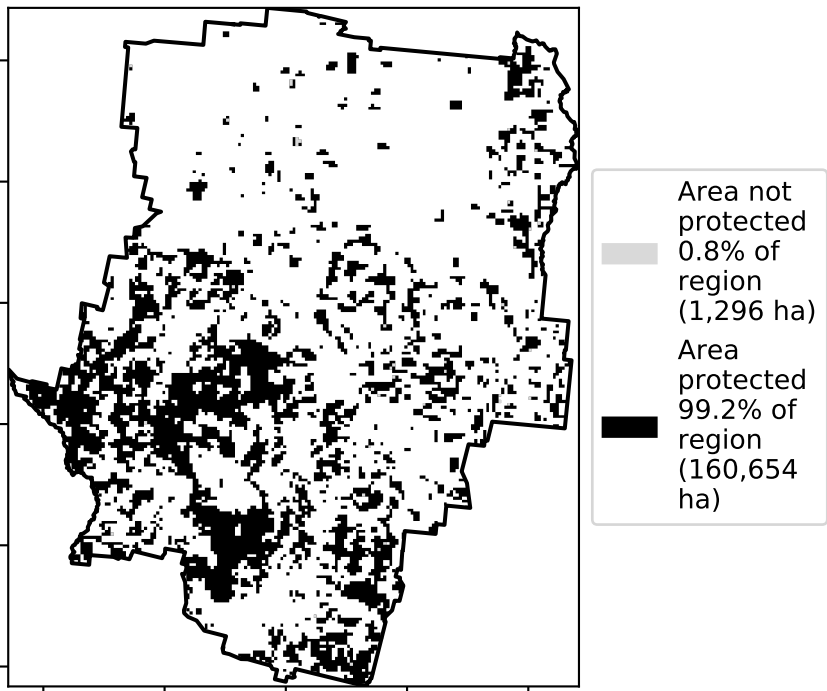 Area not
protected
0.8% of
region
(1,296 ha)
Area
protected
99.2% of
region
(160,654
ha)